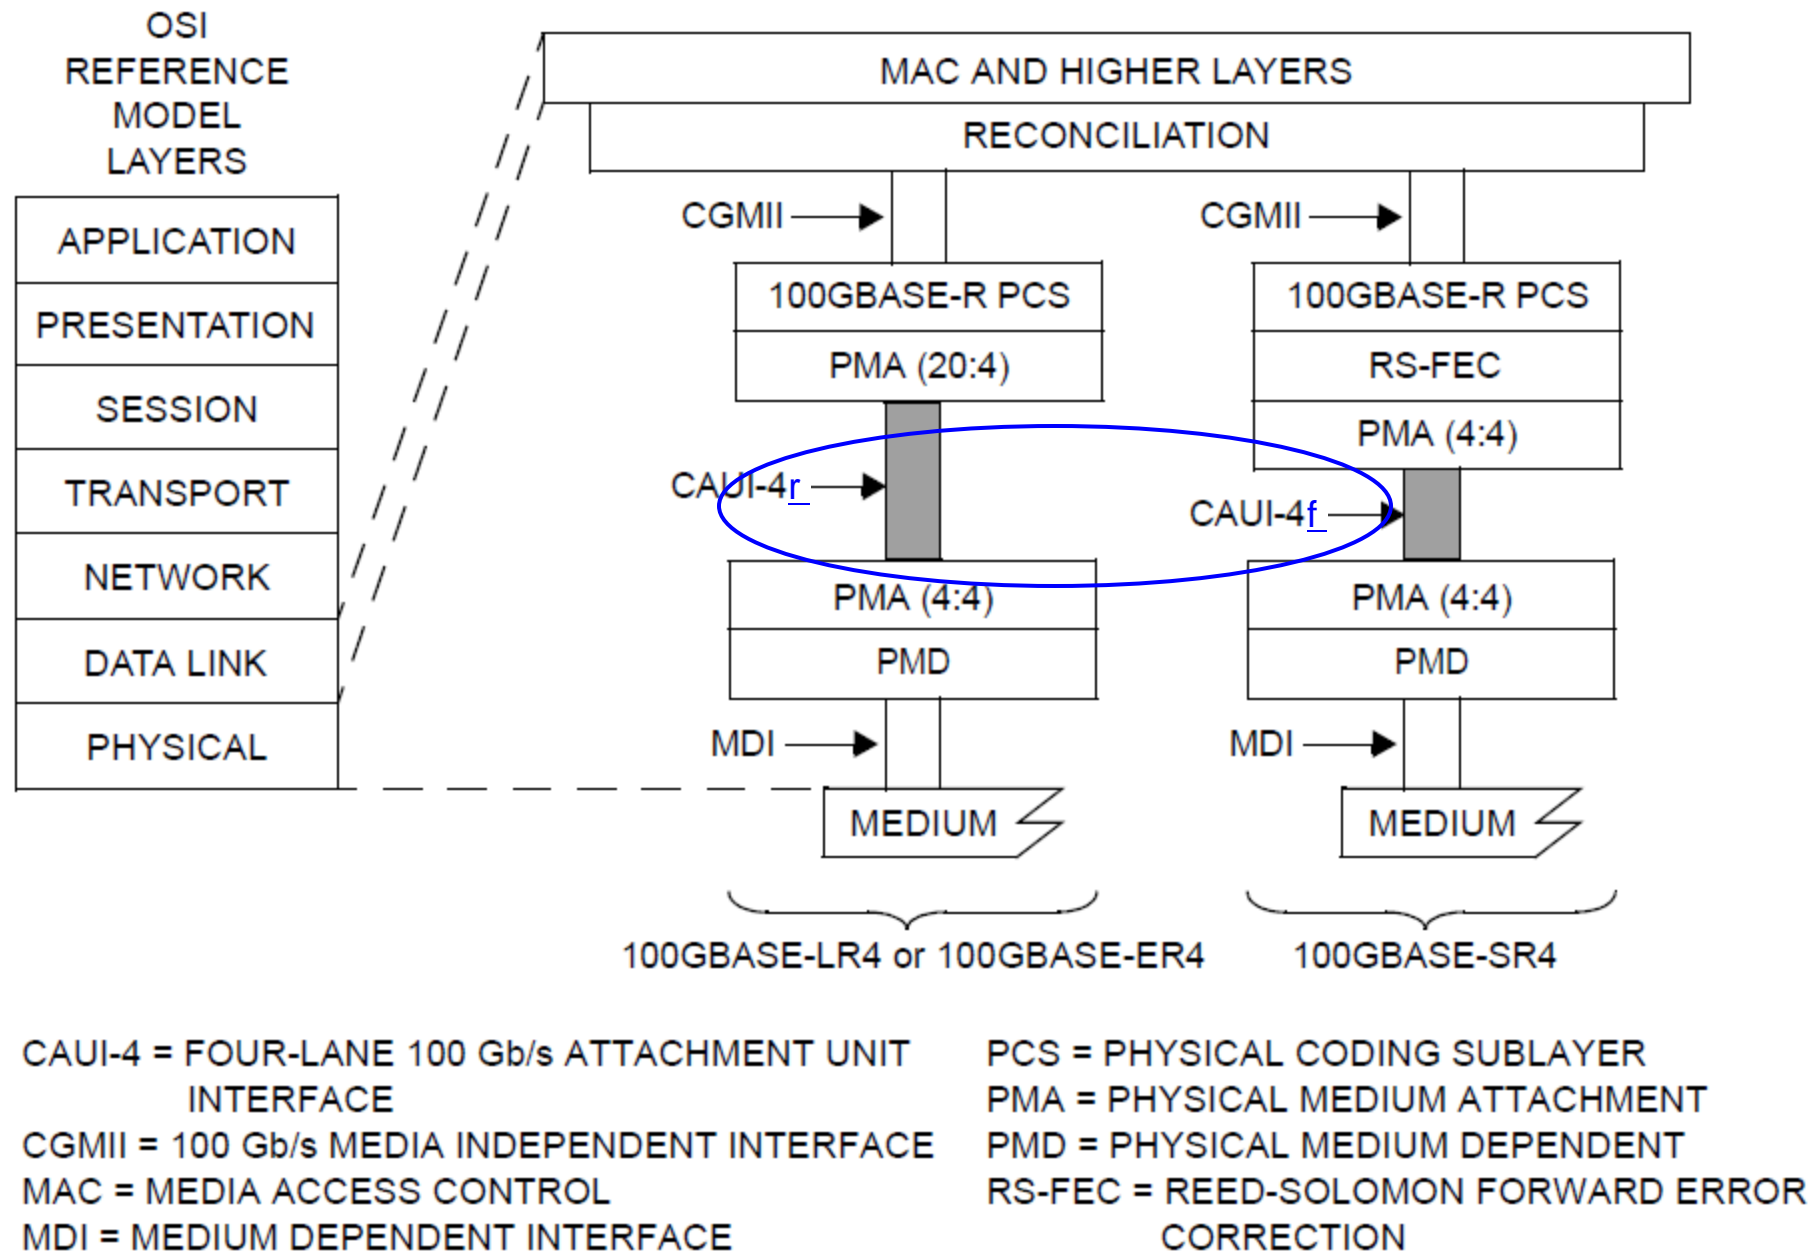 OSI
REFERENCE
MODEL
LAYERS
APPLICATION
PRESENTATION
SESSION
TRANSPORT
NETWORK
DATA LINK
PHYSICAL
MAC AND HIGHER LAYERS
RECONCILIATION
CGMII
100GBASE-R PCS
PMA (20:4)
CAUI-4r
PMA (4:4)
PMD
MDI
MEDIUM
100GBASE-LR4 or 100GBASE-ER4
CGMII
100GBASE-R PCS
RS-FEC
PMA (4:4)
CAUI-4f
PMA (4:4)
PMD
MDI
MEDIUM
100GBASE-SR4
CAUI-4 = FOUR-LANE 100 Gb/s ATTACHMENT UNIT
INTERFACE
CGMII = 100 Gb/s MEDIA INDEPENDENT INTERFACE
MAC = MEDIA ACCESS CONTROL
MDI = MEDIUM DEPENDENT INTERFACE
PCS = PHYSICAL CODING SUBLAYER
PMA = PHYSICAL MEDIUM ATTACHMENT
PMD = PHYSICAL MEDIUM DEPENDENT
RS-FEC = REED-SOLOMON FORWARD ERROR
CORRECTION